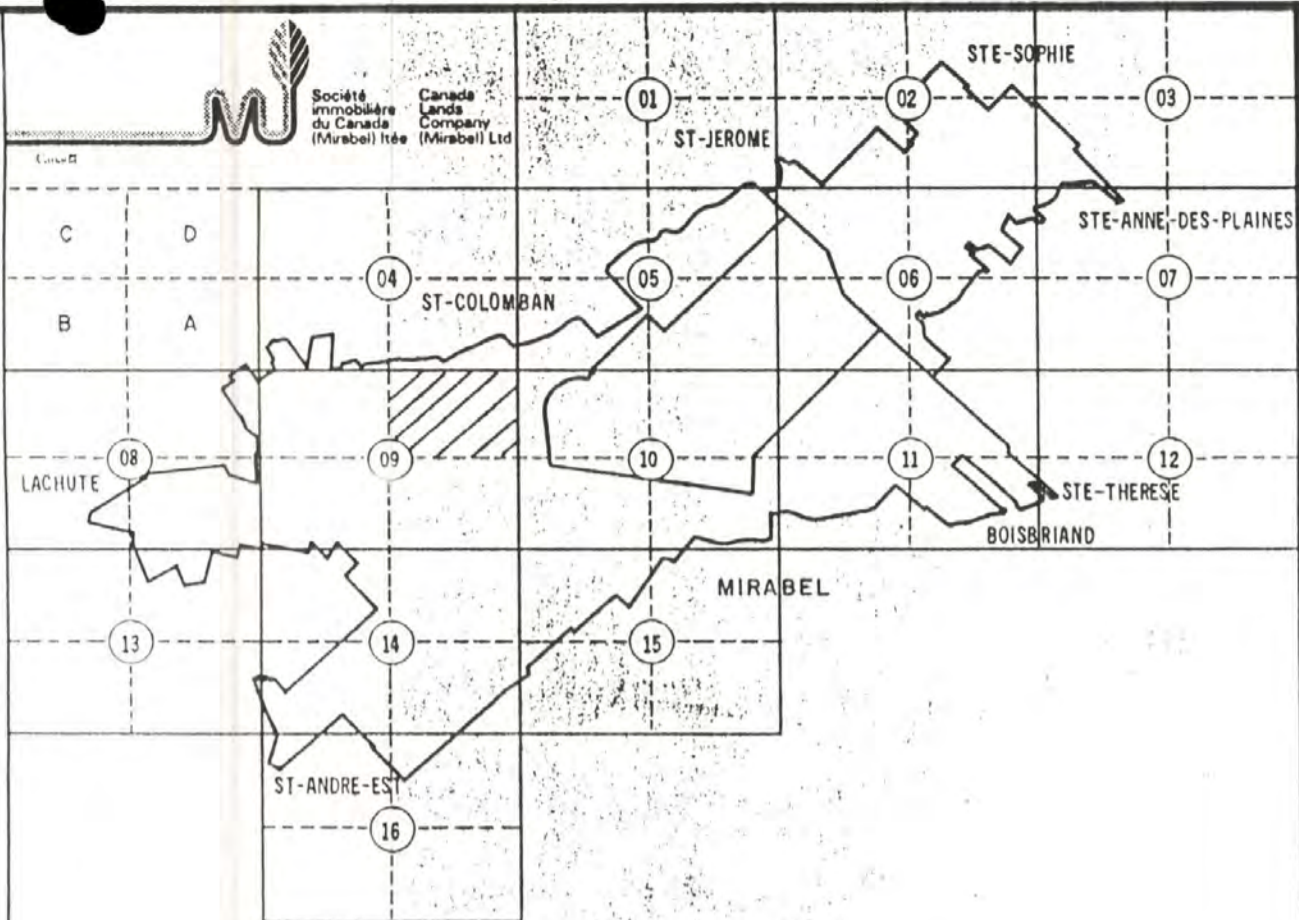 Société Canada
immobilière Lands
du Canada Company
(Mirabel) ltée (Mirabel) Ltd
STE-SOPHIE
01
02
03
ST-JEROME
STE-ANNE-DES-PLAINES
C
D
04
05
06
07
ST-COLOMBAN
B
A
08
09
10
11
12
LACHUTE
STE-THERESE
BOISBRIAND
MIRABEL
13
14
15
ST-ANDRE-EST
16